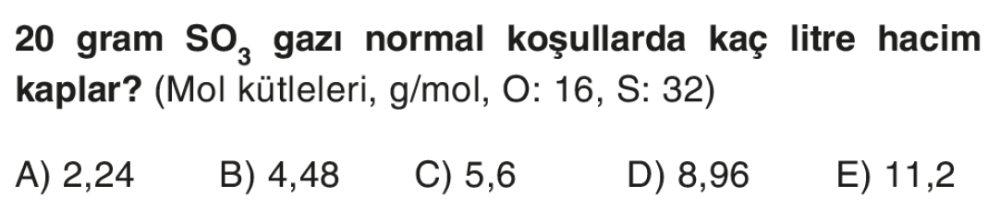 20 gram SO₃ gazı normal koşullarda kaç litre hacim
kaplar? (Mol kütleleri, g/mol, O: 16, S: 32)
A) 2,24 B) 4,48 C) 5,6 D) 8,96 E) 11,2